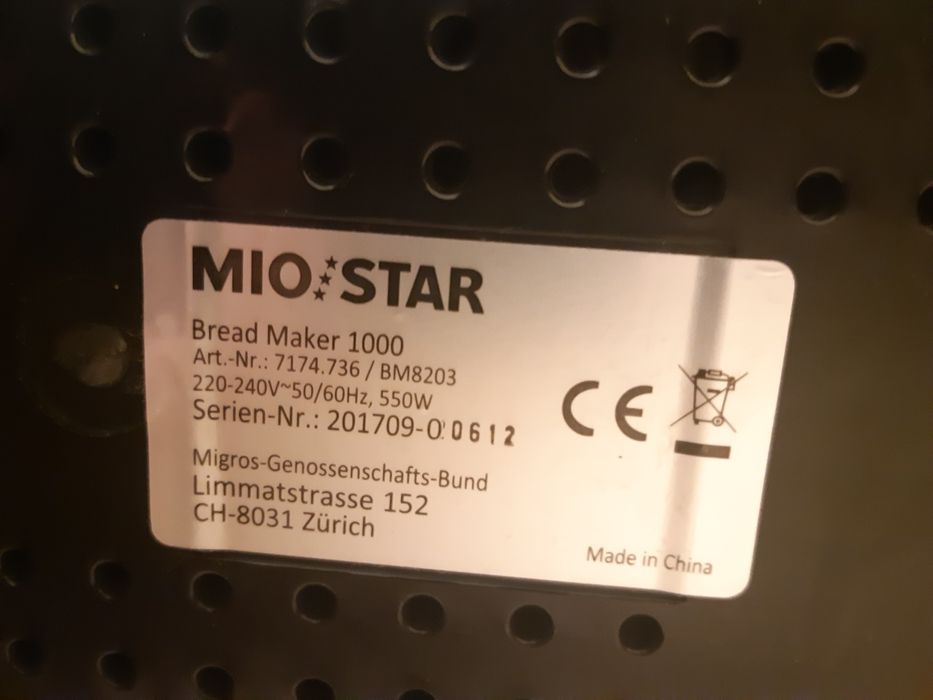 MIO STAR
Bread Maker 1000
Art.-Nr.: 7174.736 / BM8203
220-240V~50/60Hz, 550W
Serien-Nr.: 201709-00612
CE
Migros-Genossenschafts-Bund
Limmatstrasse 152
CH-8031 Zürich
Made in China